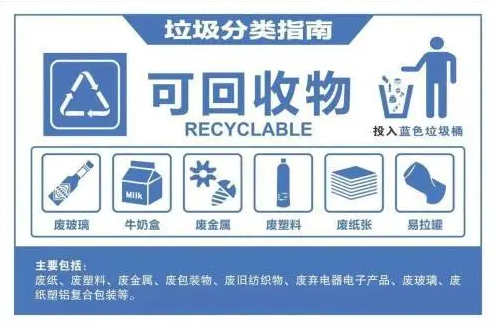 垃圾分类指南
可回收物
RECYCLABLE
投入蓝色垃圾桶
Milk
废玻璃
牛奶盒
废金属
废塑料
废纸张
易拉罐
主要包括：
废纸、废塑料、废金属、废包装物、废旧纺织物、废弃电器电子产品、废玻璃、废
纸塑铝复合包装等。